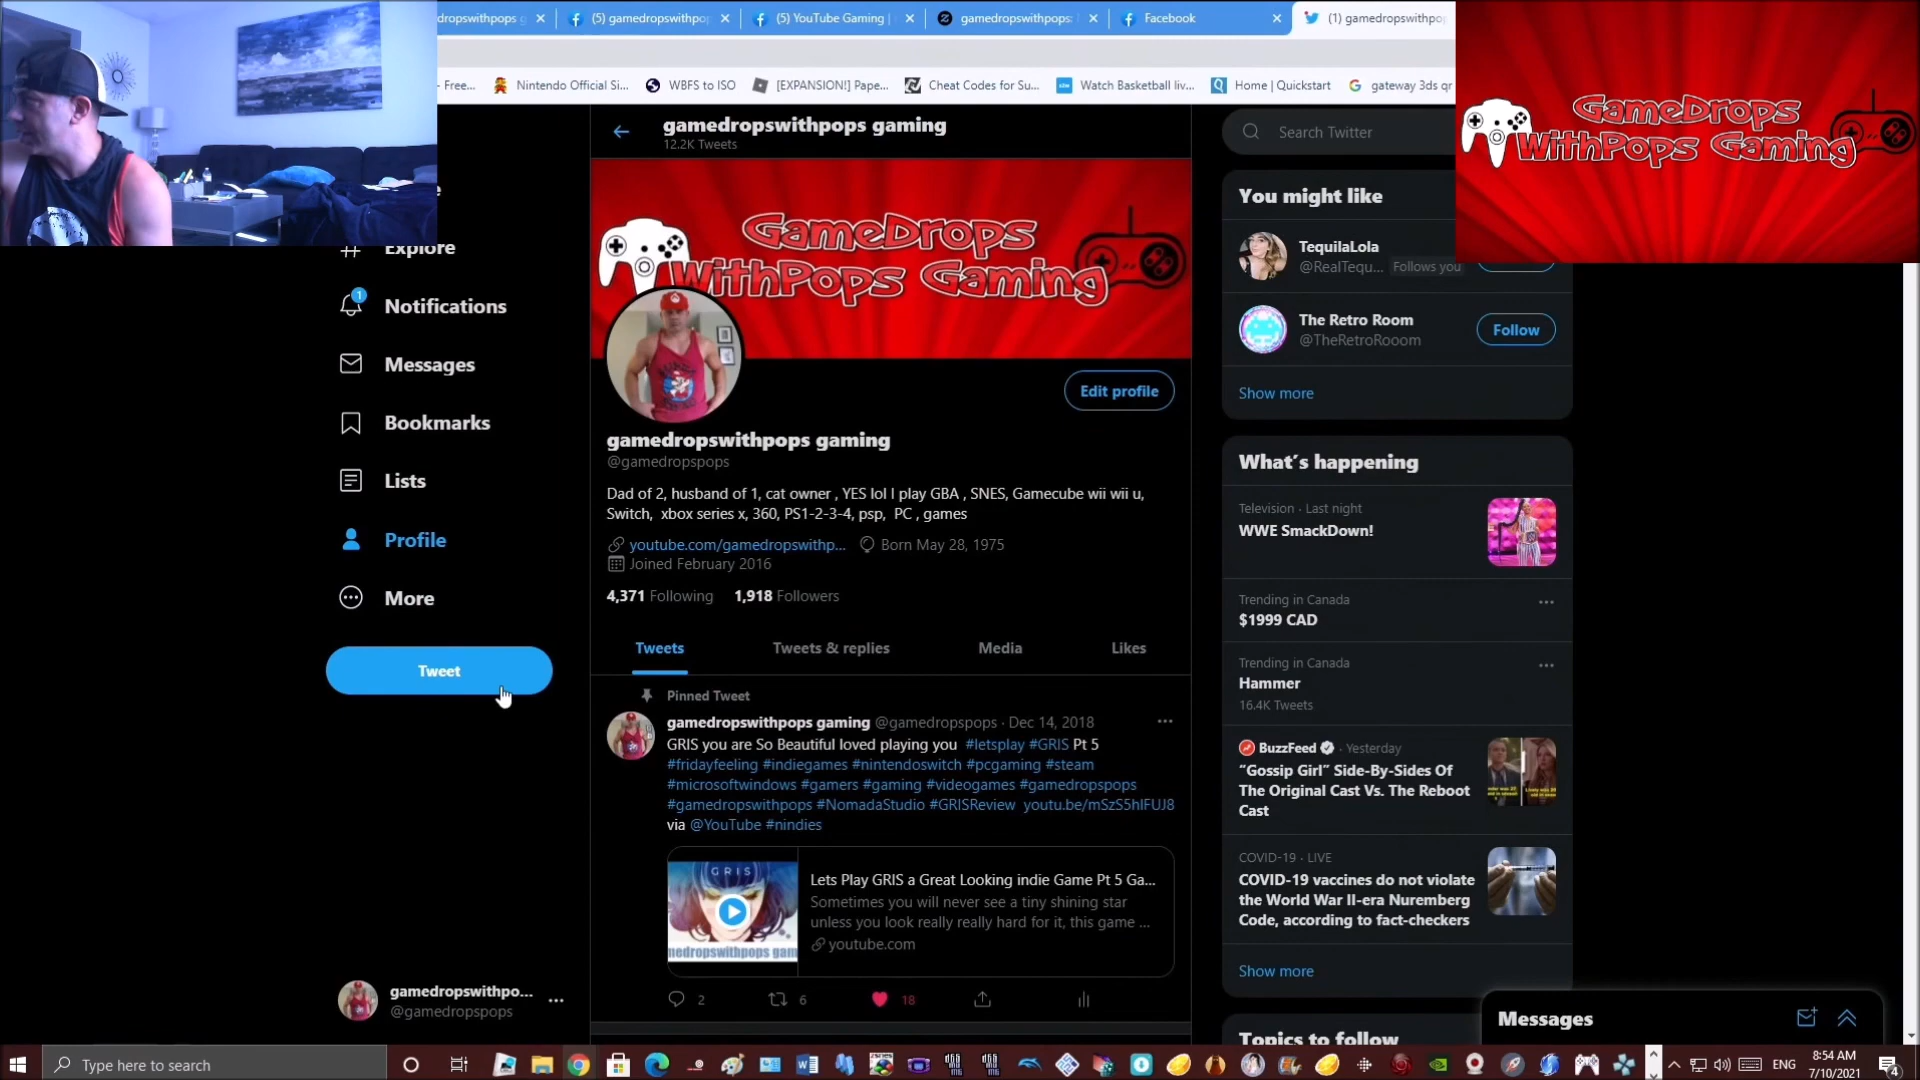 dropswithpops g
(5) gamedropswithpo
(5) YouTube Gaming |
gamedropswithpops:
Facebook
(1) gamedropswithpo
- Free...
Nintendo Official Si...
WBFS to ISO
[EXPANSION!] Pape...
Cheat Codes for Su...
Watch Basketball liv...
Home | Quickstart
gateway 3ds qr
GameDrops
WithPops Gaming
gamedropswithpops gaming
12.2K Tweets
Search Twitter
Explore
Notifications
1
Messages
Bookmarks
Lists
Profile
More
Tweet
gamedropswithpo...
@gamedropspops
GameDrops
WithPops Gaming
Edit profile
gamedropswithpops gaming
@gamedropspops
Dad of 2, husband of 1, cat owner , YES lol I play GBA , SNES, Gamecube wii wii u,
Switch, xbox series x, 360, PS1-2-3-4, psp, PC , games
youtube.com/gamedropswithp... Born May 28, 1975
Joined February 2016
4,371 Following 1,918 Followers
Tweets Tweets & replies Media Likes
Pinned Tweet
gamedropswithpops gaming @gamedropspops · Dec 14, 2018
GRIS you are So Beautiful loved playing you #letsplay #GRIS Pt 5
#fridayfeeling #indiegames #nintendoswitch #pcgaming #steam
#microsoftwindows #gamers #gaming #videogames #gamedropspops
#gamedropswithpops #NomadaStudio #GRISReview youtu.be/mSzS5hIFUJ8
via @YouTube #nindies
GRIS
medropswithpops gam
Lets Play GRIS a Great Looking indie Game Pt 5 Ga...
Sometimes you will never see a tiny shining star
unless you look really really hard for it, this game ...
youtube.com
2 6 18
You might like
TequilaLola
@RealTequ... Follows you
The Retro Room
@TheRetroRooom
Follow
Show more
What's happening
Television · Last night
WWE SmackDown!
Trending in Canada
$1999 CAD
Trending in Canada
Hammer
16.4K Tweets
BuzzFeed · Yesterday
"Gossip Girl" Side-By-Sides Of
The Original Cast Vs. The Reboot
Cast
COVID-19 · LIVE
COVID-19 vaccines do not violate
the World War II-era Nuremberg
Code, according to fact-checkers
Show more
Topics to follow
Messages
Type here to search
ENG
8:54 AM
7/10/2021
4